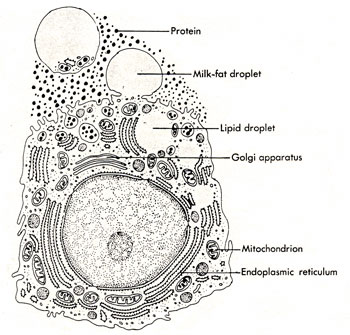 Protein
Milk-fat droplet
Lipid droplet
Golgi apparatus
Mitochondrion
Endoplasmic reticulum